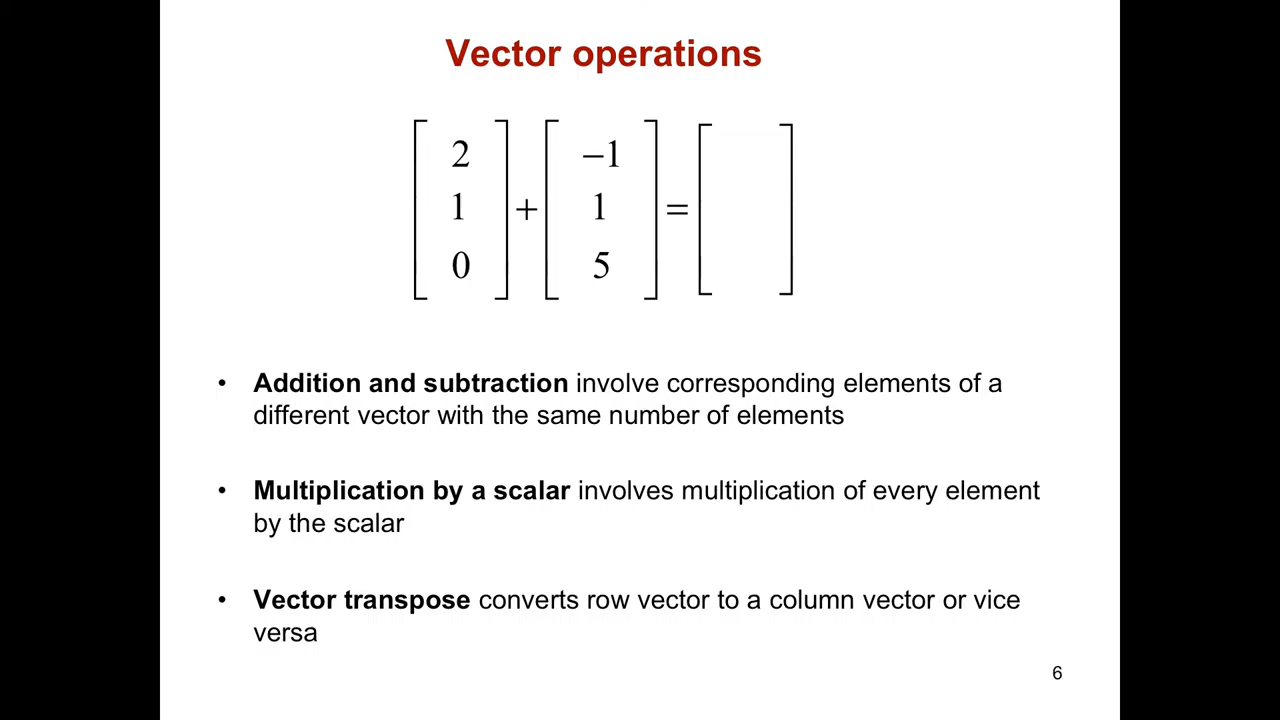 Vector operations
[2 1 0] + [−1 1 5] = [ ]
• Addition and subtraction involve corresponding elements of a
different vector with the same number of elements
• Multiplication by a scalar involves multiplication of every element
by the scalar
• Vector transpose converts row vector to a column vector or vice
versa
6